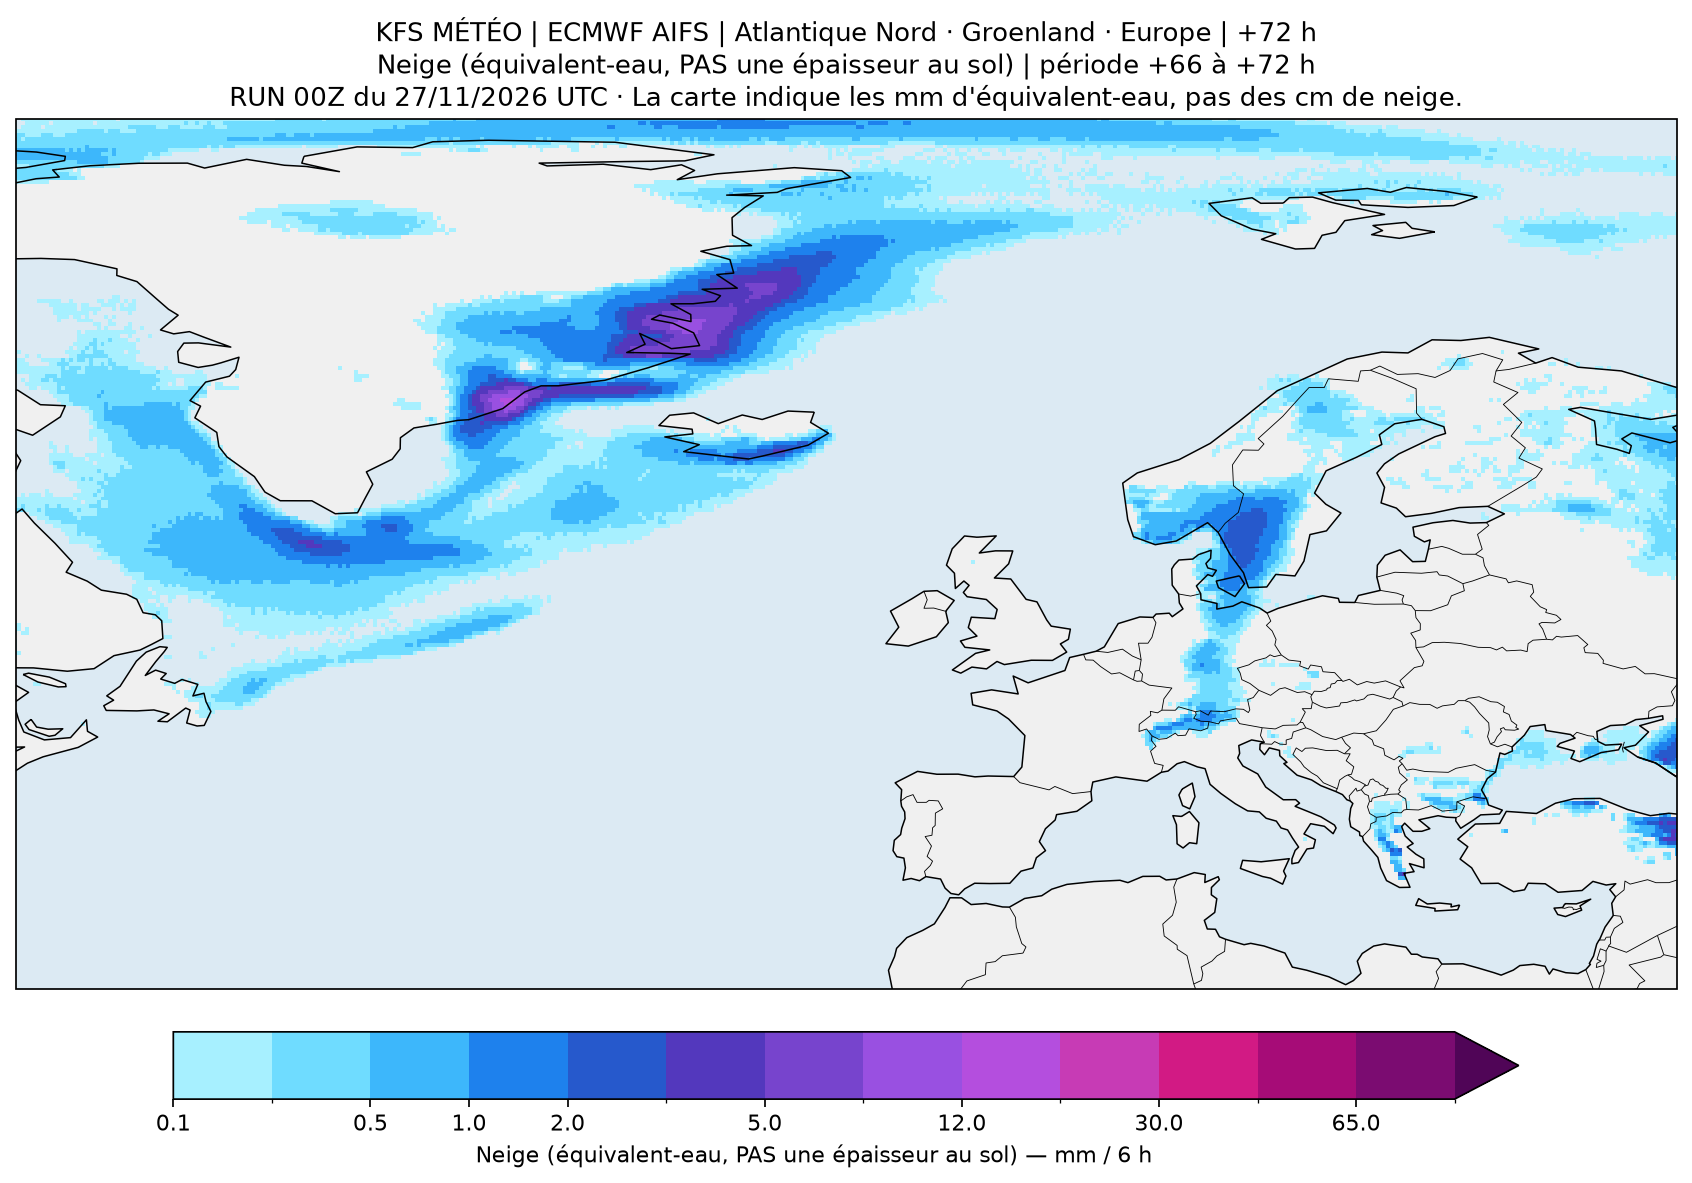 KFS MÉTÉO | ECMWF AIFS | Atlantique Nord · Groenland · Europe | +72 h
Neige (équivalent-eau, PAS une épaisseur au sol) | période +66 à +72 h
RUN 00Z du 27/11/2026 UTC · La carte indique les mm d'équivalent-eau, pas des cm de neige.
0.1 0.5 1.0 2.0 5.0 12.0 30.0 65.0
Neige (équivalent-eau, PAS une épaisseur au sol) — mm / 6 h